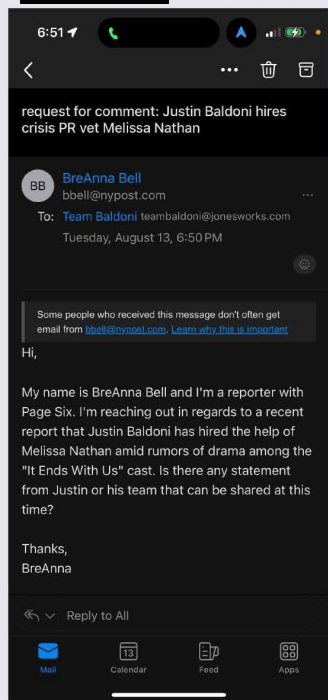 6:51
request for comment: Justin Baldoni hires
crisis PR vet Melissa Nathan
BB
BreAnna Bell
bbell@nypost.com
To: Team Baldoni teambaldoni@jonesworks.com
Tuesday, August 13, 6:50 PM
Some people who received this message don't often get
email from bbell@nypost.com. Learn why this is important
Hi,
My name is BreAnna Bell and I'm a reporter with
Page Six. I'm reaching out in regards to a recent
report that Justin Baldoni has hired the help of
Melissa Nathan amid rumors of drama among the
"It Ends With Us" cast. Is there any statement
from Justin or his team that can be shared at this
time?
Thanks,
BreAnna
Reply to All
13
Mail Calendar Feed Apps